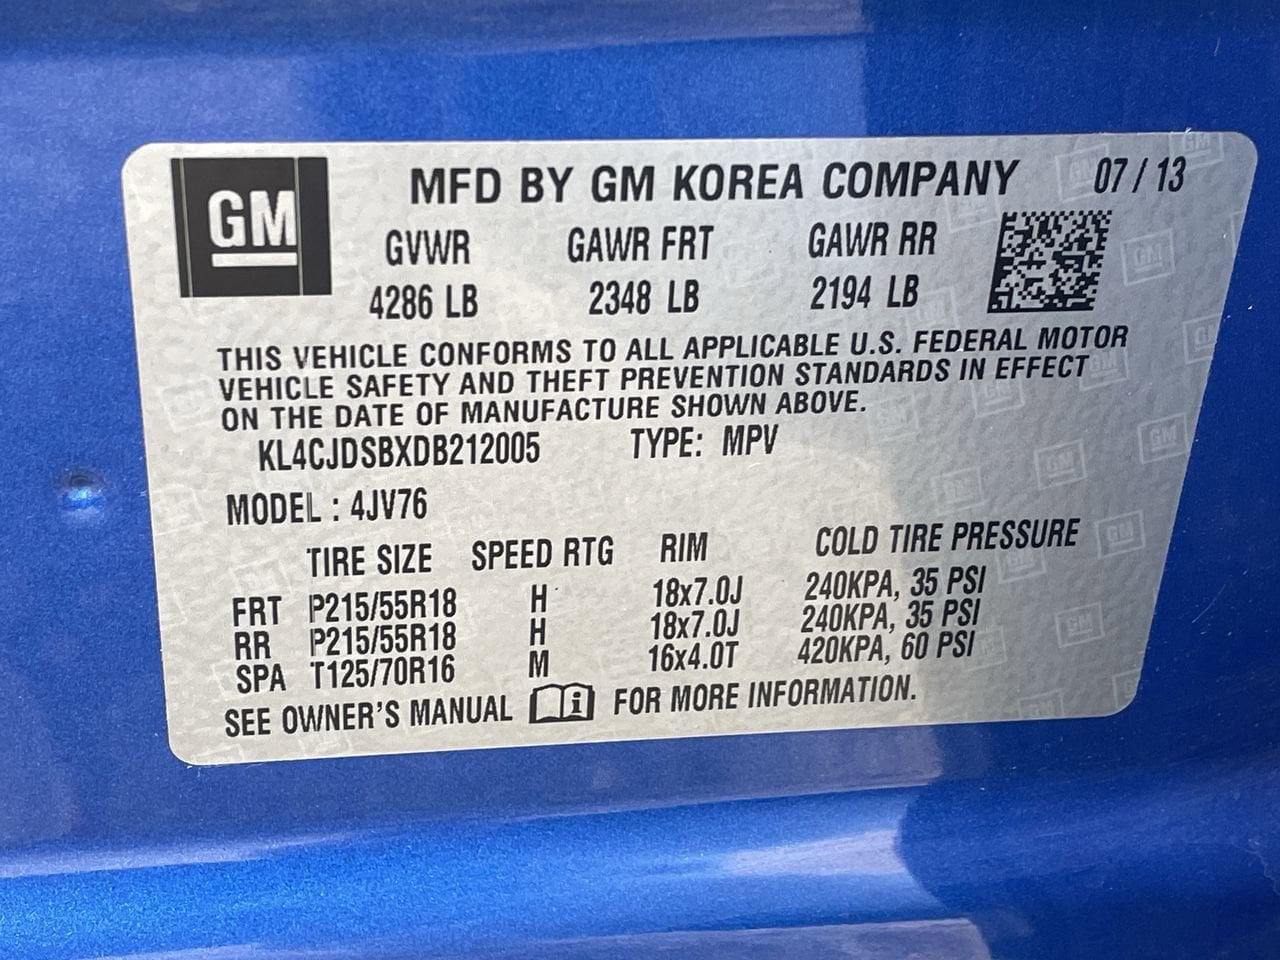 GM
MFD BY GM KOREA COMPANY 07 / 13
GVWR GAWR FRT GAWR RR
4286 LB 2348 LB 2194 LB
THIS VEHICLE CONFORMS TO ALL APPLICABLE U.S. FEDERAL MOTOR
VEHICLE SAFETY AND THEFT PREVENTION STANDARDS IN EFFECT
ON THE DATE OF MANUFACTURE SHOWN ABOVE.
KL4CJDSBXDB212005 TYPE: MPV
MODEL : 4JV76
TIRE SIZE SPEED RTG RIM COLD TIRE PRESSURE
FRT P215/55R18 H 18x7.0J 240KPA, 35 PSI
RR P215/55R18 H 18x7.0J 240KPA, 35 PSI
SPA T125/70R16 M 16x4.0T 420KPA, 60 PSI
SEE OWNER'S MANUAL i FOR MORE INFORMATION.